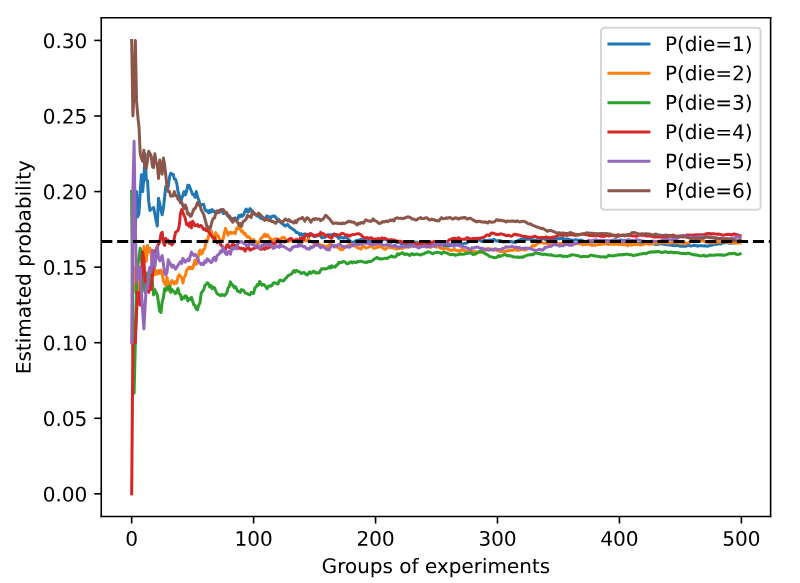 0.30
0.25
0.20
0.15
0.10
0.05
0.00
Estimated probability
P(die=1)
P(die=2)
P(die=3)
P(die=4)
P(die=5)
P(die=6)
0 100 200 300 400 500
Groups of experiments